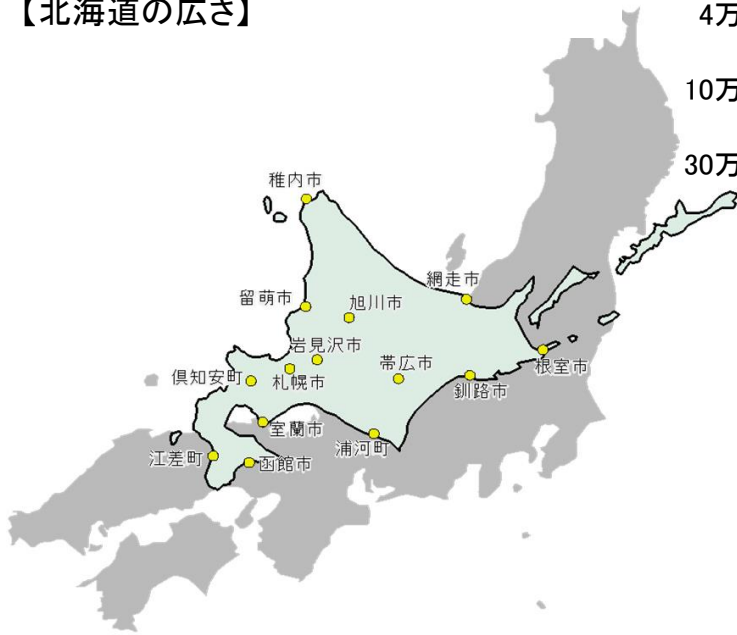 【北海道の広さ】
4万
10万
30万
稚内市
網走市
留萌市
旭川市
岩見沢市
帯広市
倶知安町
札幌市
釧路市
根室市
室蘭市
浦河町
江差町
函館市